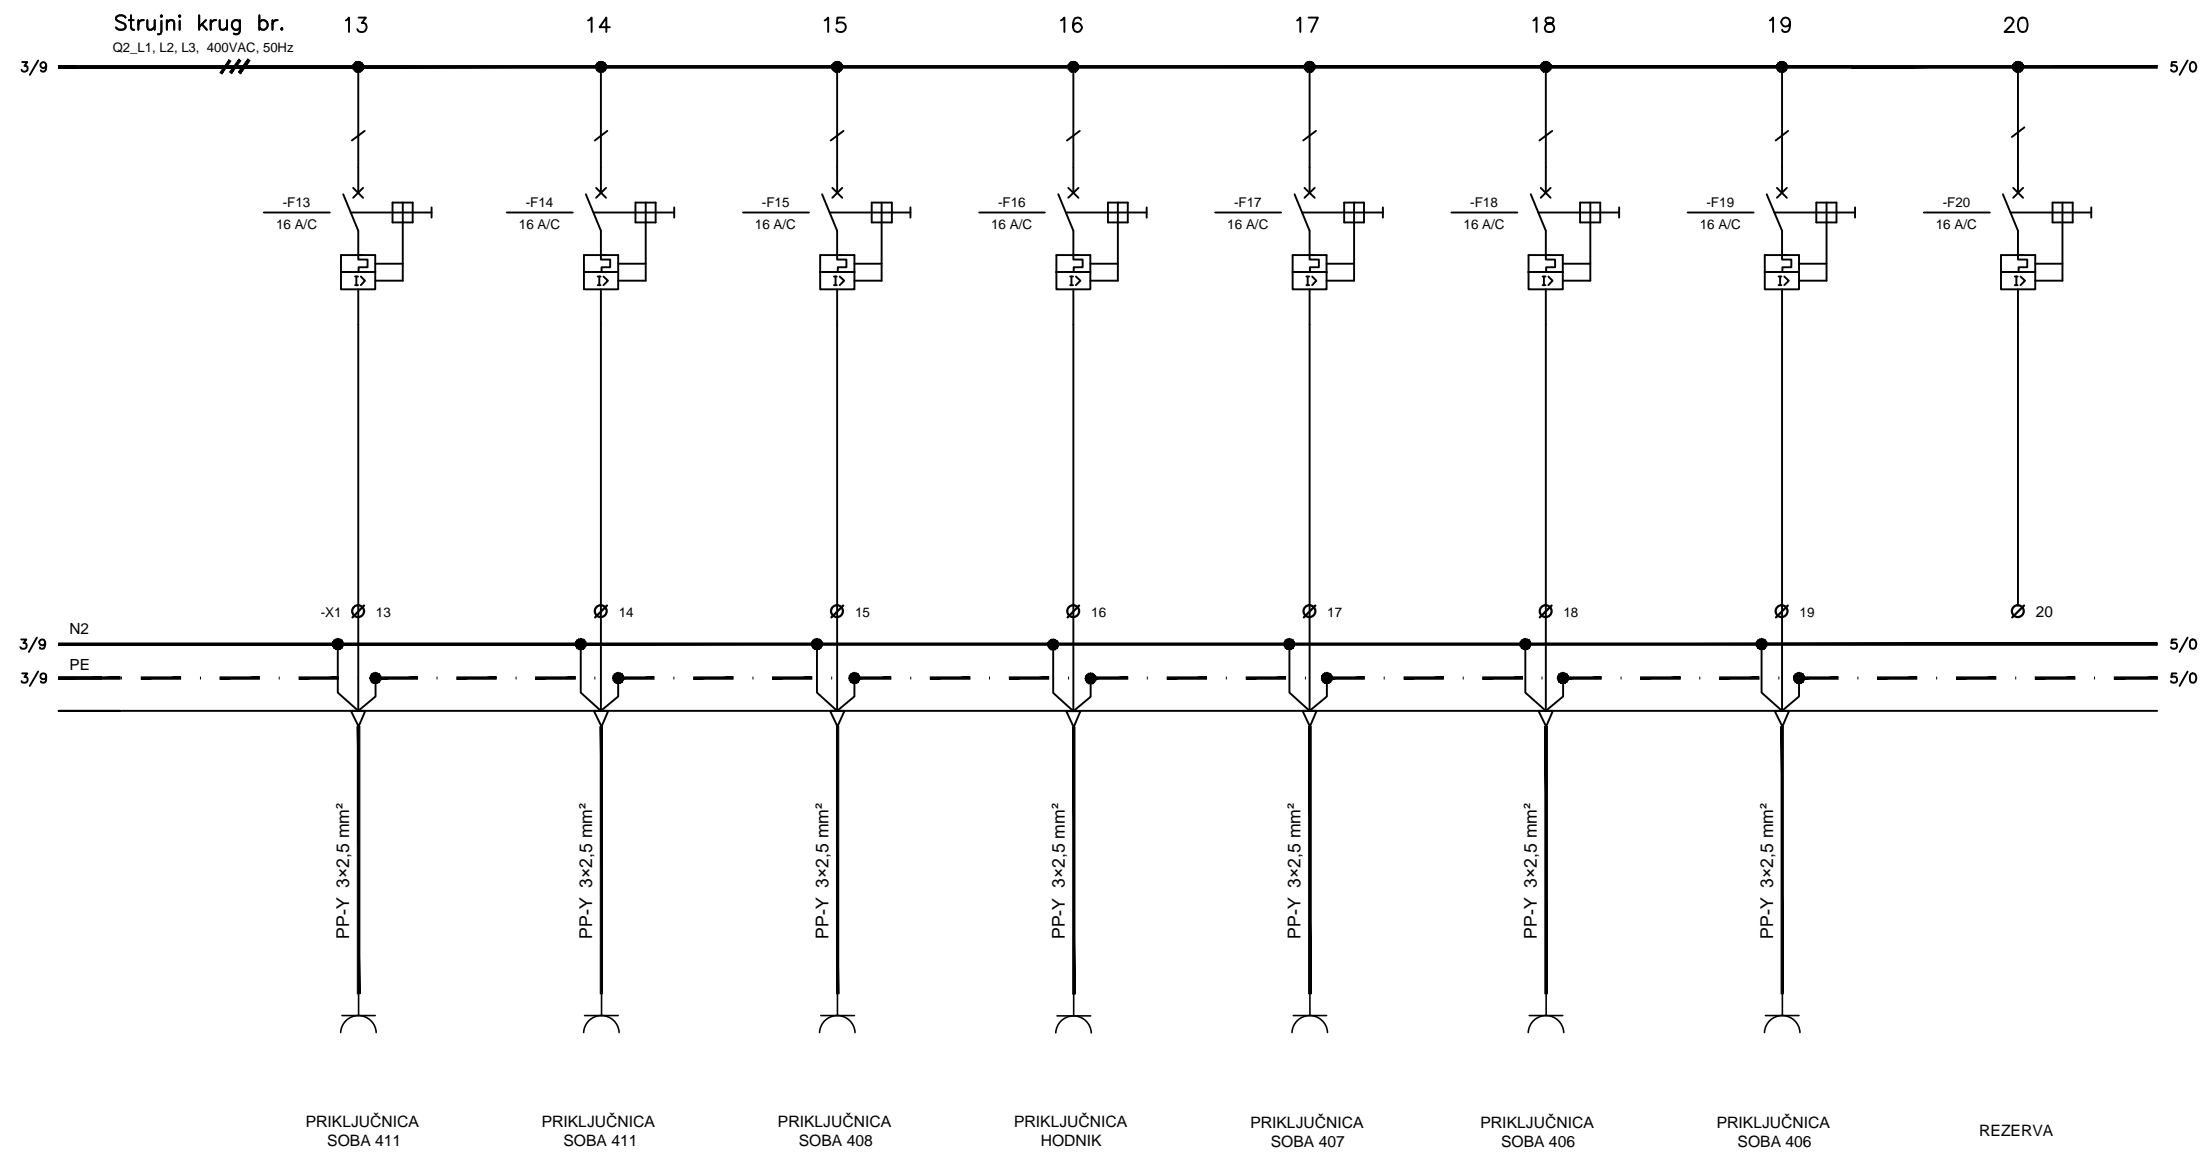 Strujni krug br. 13 14 15 16 17 18 19 20
Q2_L1, L2, L3, 400VAC, 50Hz
3/9 5/0
-F13 -F14 -F15 -F16 -F17 -F18 -F19 -F20
16 A/C 16 A/C 16 A/C 16 A/C 16 A/C 16 A/C 16 A/C 16 A/C
I> I> I> I> I> I> I> I>
-X1 13 14 15 16 17 18 19 20
N2
3/9 5/0
PE
3/9 5/0
PP-Y 3×2,5 mm²
PP-Y 3×2,5 mm²
PP-Y 3×2,5 mm²
PP-Y 3×2,5 mm²
PP-Y 3×2,5 mm²
PP-Y 3×2,5 mm²
PP-Y 3×2,5 mm²
PRIKLJUČNICA
SOBA 411
PRIKLJUČNICA
SOBA 411
PRIKLJUČNICA
SOBA 408
PRIKLJUČNICA
HODNIK
PRIKLJUČNICA
SOBA 407
PRIKLJUČNICA
SOBA 406
PRIKLJUČNICA
SOBA 406
REZERVA